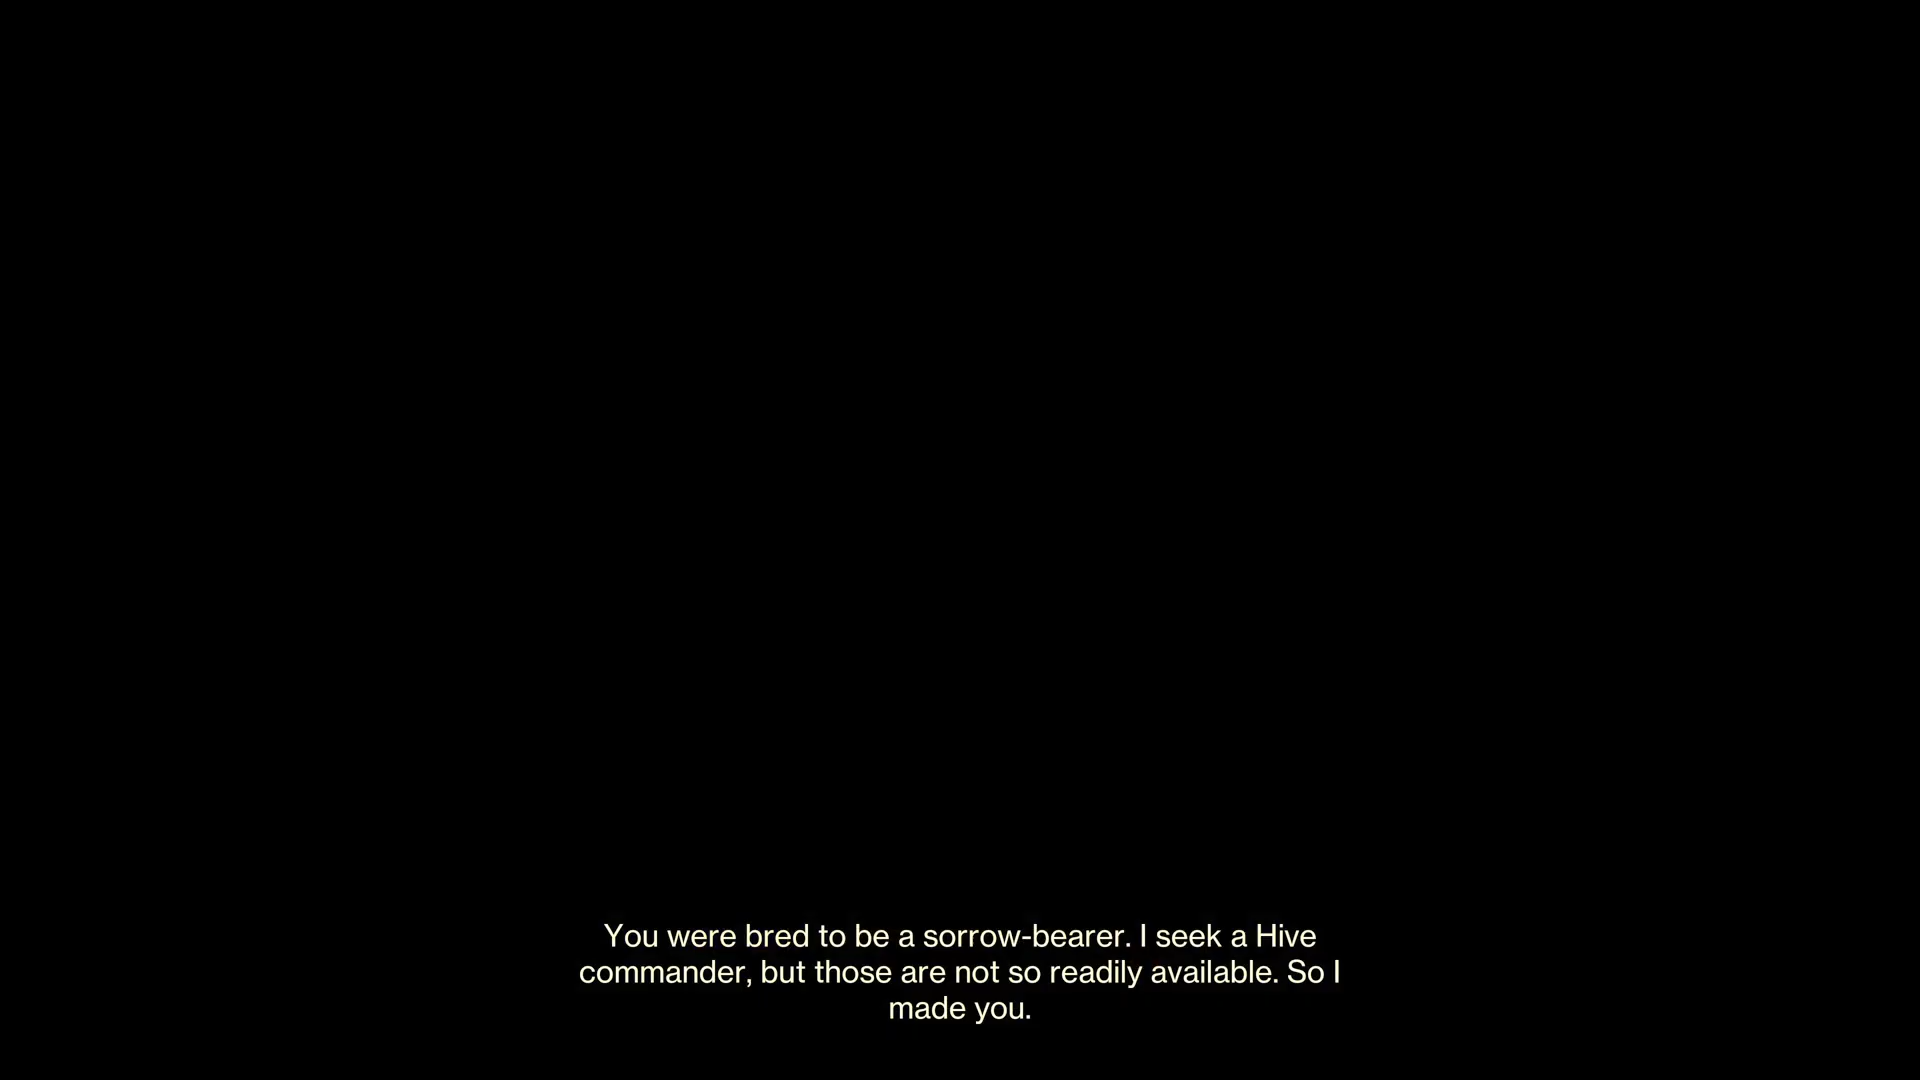 You were bred to be a sorrow-bearer. I seek a Hive
commander, but those are not so readily available. So I
made you.